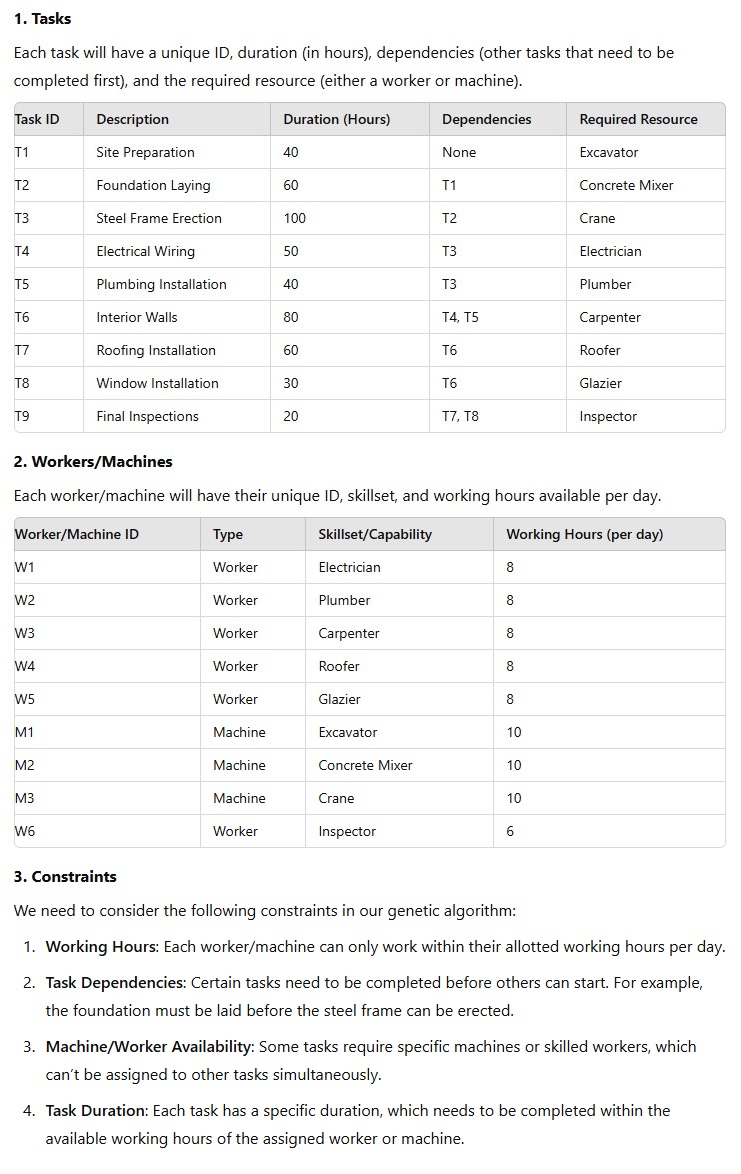 1. Tasks
Each task will have a unique ID, duration (in hours), dependencies (other tasks that need to be
completed first), and the required resource (either a worker or machine).
Task ID Description Duration (Hours) Dependencies Required Resource
T1 Site Preparation 40 None Excavator
T2 Foundation Laying 60 T1 Concrete Mixer
T3 Steel Frame Erection 100 T2 Crane
T4 Electrical Wiring 50 T3 Electrician
T5 Plumbing Installation 40 T3 Plumber
T6 Interior Walls 80 T4, T5 Carpenter
T7 Roofing Installation 60 T6 Roofer
T8 Window Installation 30 T6 Glazier
T9 Final Inspections 20 T7, T8 Inspector
2. Workers/Machines
Each worker/machine will have their unique ID, skillset, and working hours available per day.
Worker/Machine ID Type Skillset/Capability Working Hours (per day)
W1 Worker Electrician 8
W2 Worker Plumber 8
W3 Worker Carpenter 8
W4 Worker Roofer 8
W5 Worker Glazier 8
M1 Machine Excavator 10
M2 Machine Concrete Mixer 10
M3 Machine Crane 10
W6 Worker Inspector 6
3. Constraints
We need to consider the following constraints in our genetic algorithm:
1. Working Hours: Each worker/machine can only work within their allotted working hours per day.
2. Task Dependencies: Certain tasks need to be completed before others can start. For example,
the foundation must be laid before the steel frame can be erected.
3. Machine/Worker Availability: Some tasks require specific machines or skilled workers, which
can't be assigned to other tasks simultaneously.
4. Task Duration: Each task has a specific duration, which needs to be completed within the
available working hours of the assigned worker or machine.